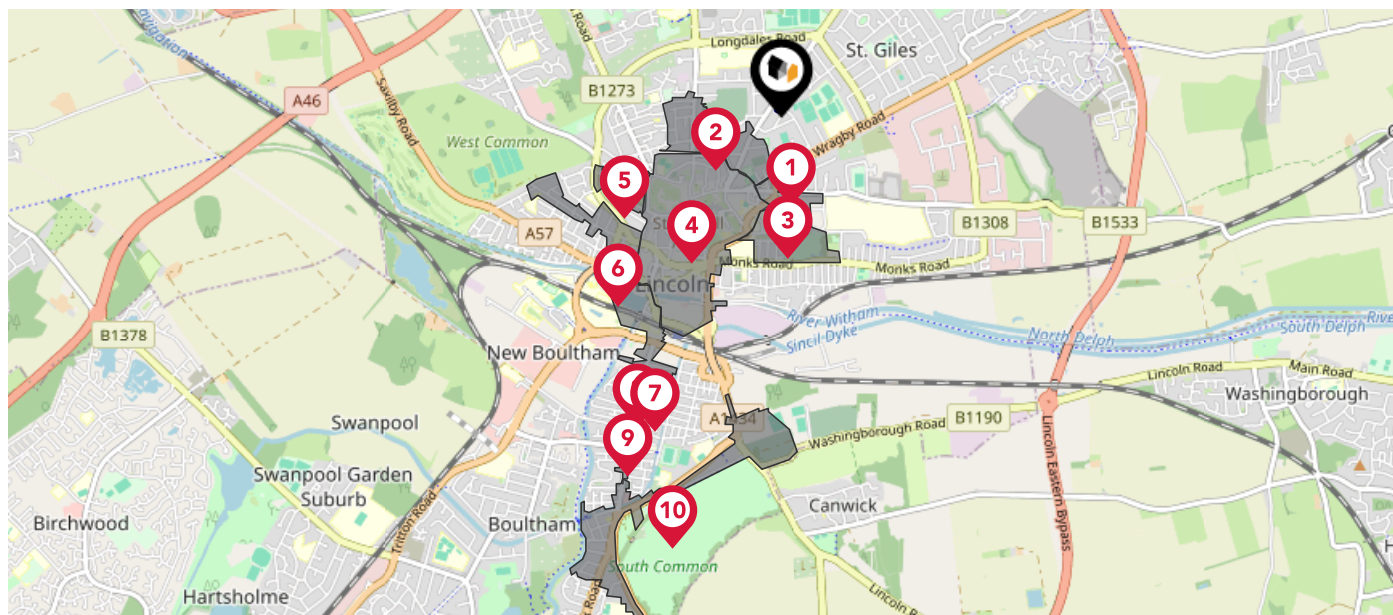 Longdales Road
St. Giles
B1273
A46
Saxilby Road
West Common
2
Wragby Road
1
5
B1308
B1533
3
4
A57
Monks Road
Monks Road
6
Lincoln
River Witham
Sincil Dyke
North Delph
South Delph
B1378
New Boultham
Lincoln Road
Main Road
Washingborough
7
B1190
Swanpool
Washingborough Road
9
Swanpool Garden
Suburb
Lincoln Eastern Bypass
Tritton Road
10
Canwick
Birchwood
Boultham
South Common
Hartsholme